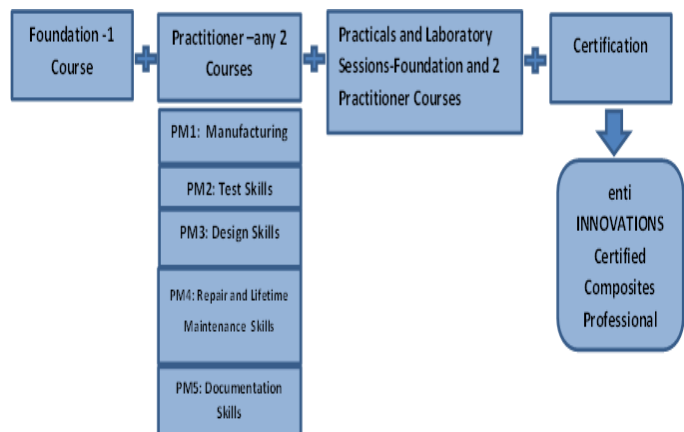 Foundation -1
Course
Practitioner –any 2
Courses
Practicals and Laboratory
Sessions-Foundation and 2
Practitioner Courses
Certification
PM1: Manufacturing
PM2: Test Skills
PM3: Design Skills
PM4: Repair and Lifetime
Maintenance Skills
PM5: Documentation
Skills
enti
INNOVATIONS
Certified
Composites
Professional